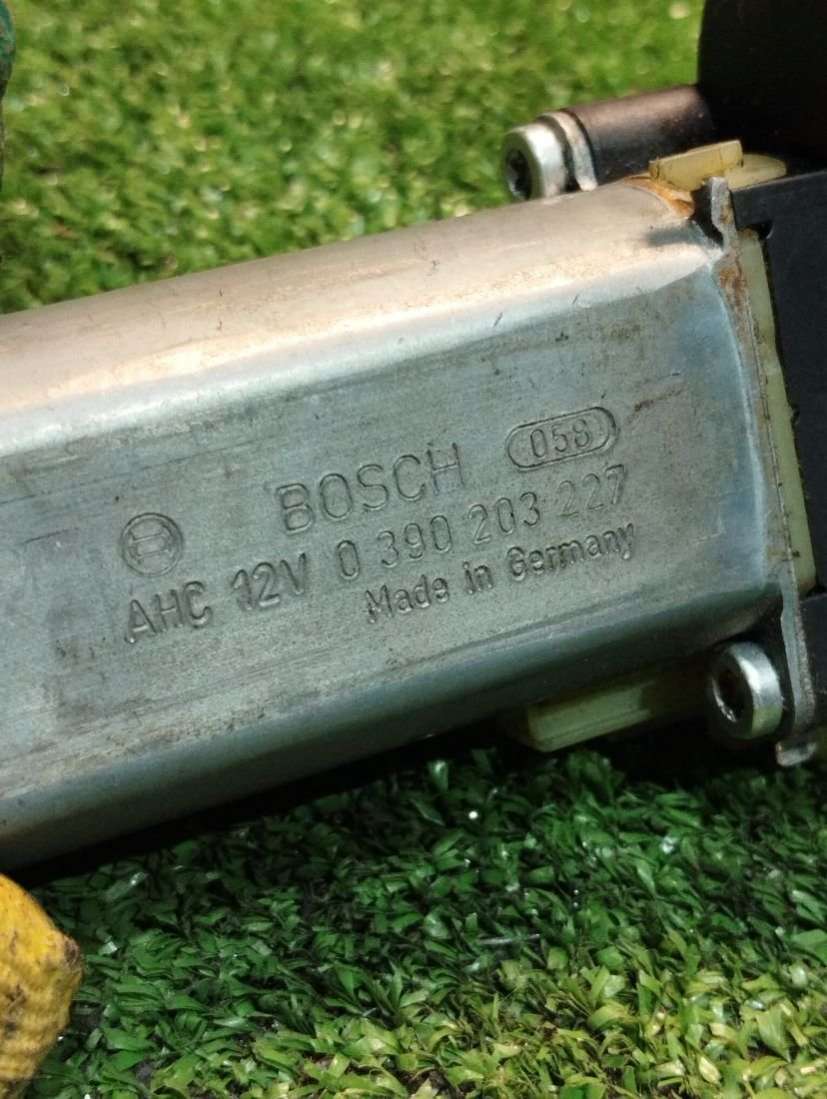 BOSCH 058
AHC 12V 0 390 203 227
Made in Germany